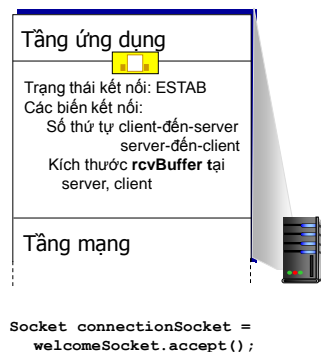 Tầng ứng dụng
Trạng thái kết nối: ESTAB
Các biến kết nối:
Số thứ tự client-đến-server
server-đến-client
Kích thước rcvBuffer tại
server, client
Tầng mạng
Socket connectionSocket =
welcomeSocket.accept();